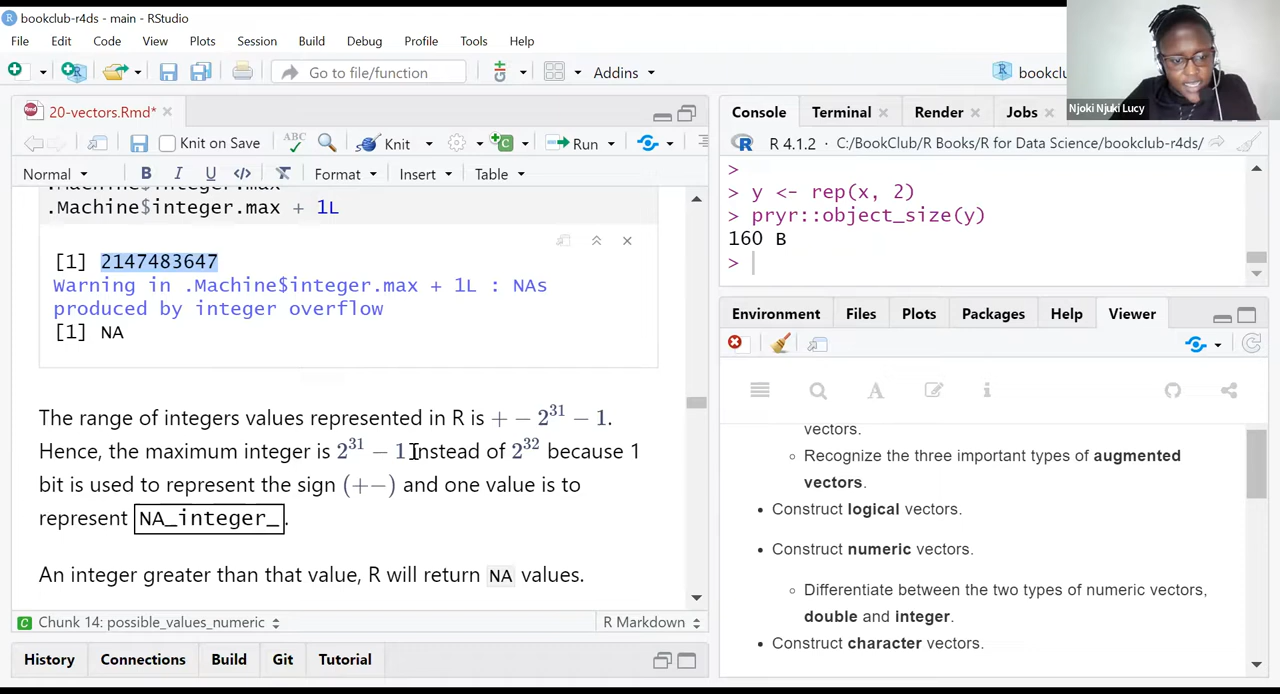 bookclub-r4ds - main - RStudio
File Edit Code View Plots Session Build Debug Profile Tools Help
Go to file/function
Addins
Njoki Njuki Lucy
20-vectors.Rmd*
Knit on Save
ABC
Knit
Run
Normal
B I U </>
Format
Insert
Table
.Machine$integer.max
.Machine$integer.max + 1L
[1] 2147483647
Warning in .Machine$integer.max + 1L : NAs
produced by integer overflow
[1] NA
The range of integers values represented in R is + − 2^31 − 1.
Hence, the maximum integer is 2^31 − 1 instead of 2^32 because 1
bit is used to represent the sign (+−) and one value is to
represent NA_integer_.
An integer greater than that value, R will return NA values.
Chunk 14: possible_values_numeric
R Markdown
History Connections Build Git Tutorial
Console Terminal Render Jobs
R 4.1.2 · C:/BookClub/R Books/R for Data Science/bookclub-r4ds/
>
> y <- rep(x, 2)
> pryr::object_size(y)
160 B
>
Environment Files Plots Packages Help Viewer
vectors.
Recognize the three important types of augmented
vectors.
Construct logical vectors.
Construct numeric vectors.
Differentiate between the two types of numeric vectors,
double and integer.
Construct character vectors.